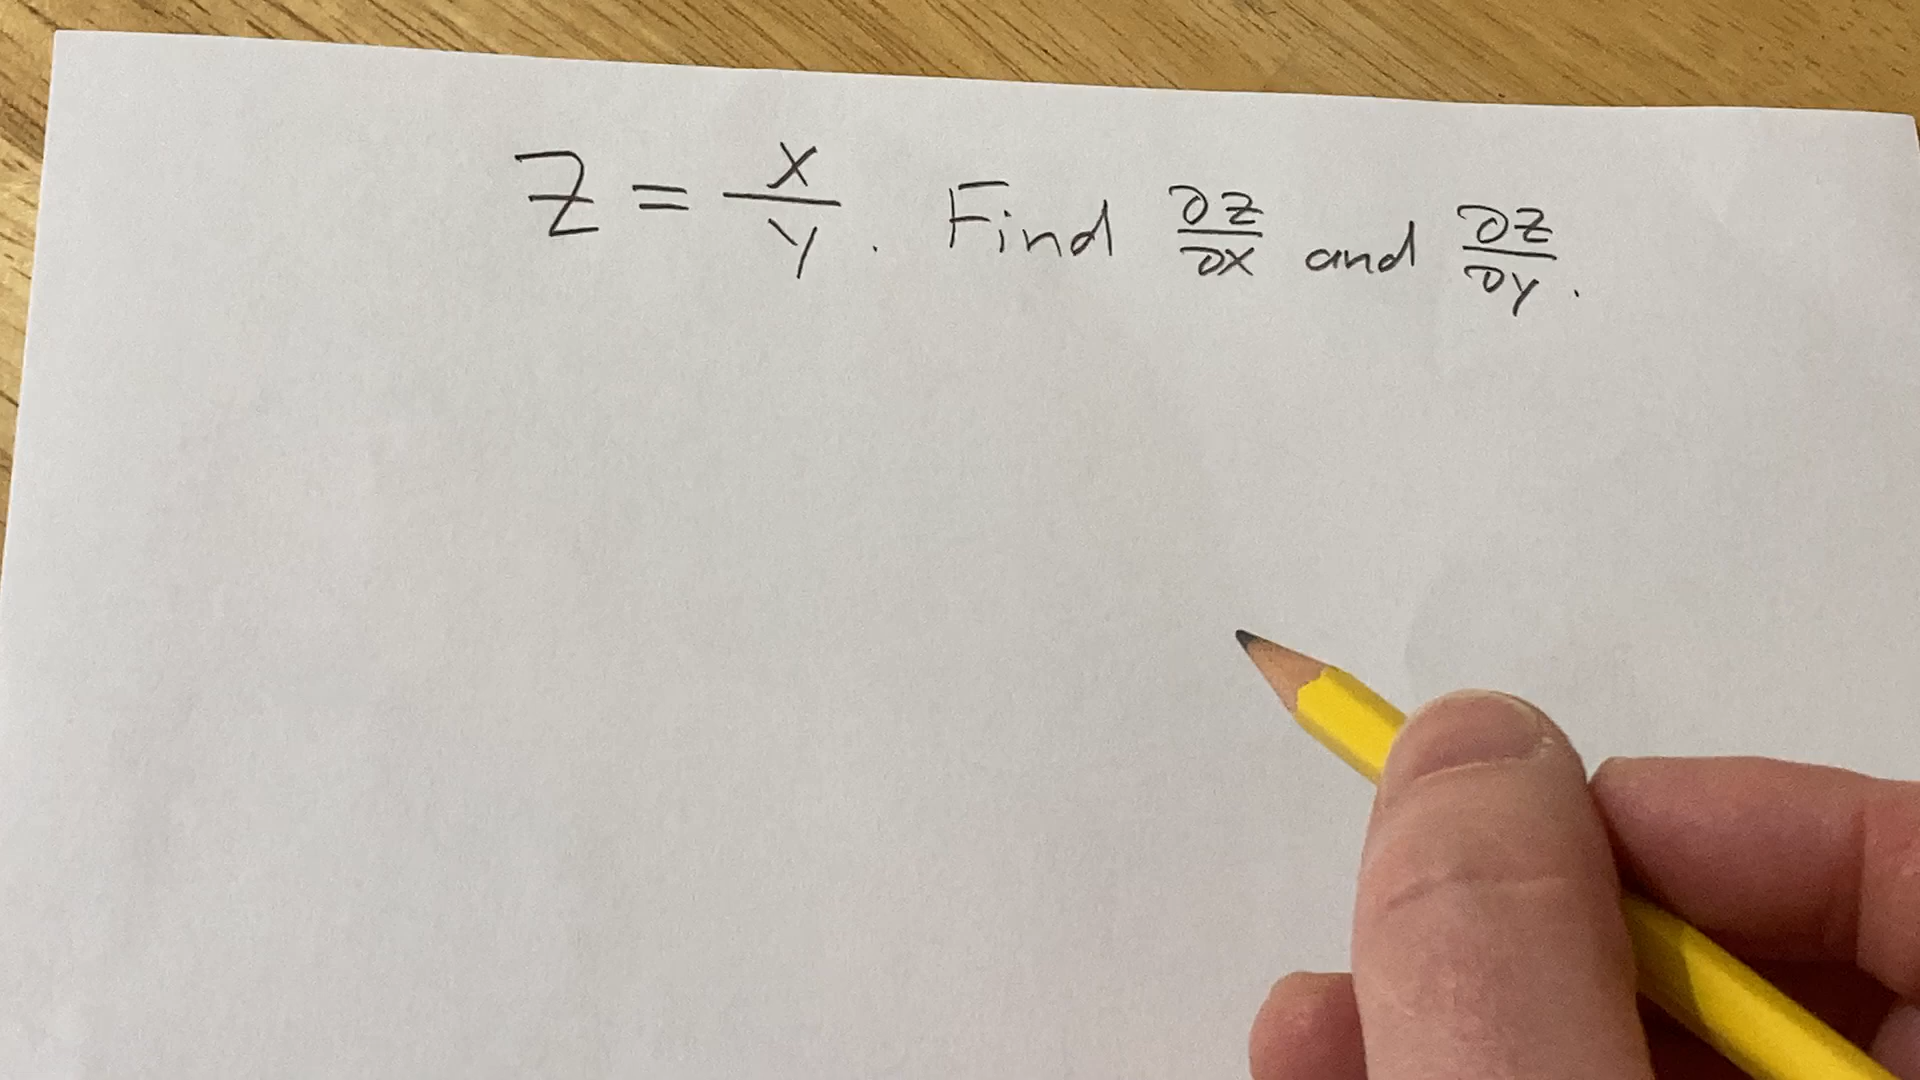 Z = X/Y. Find ∂Z/∂X and ∂Z/∂Y.